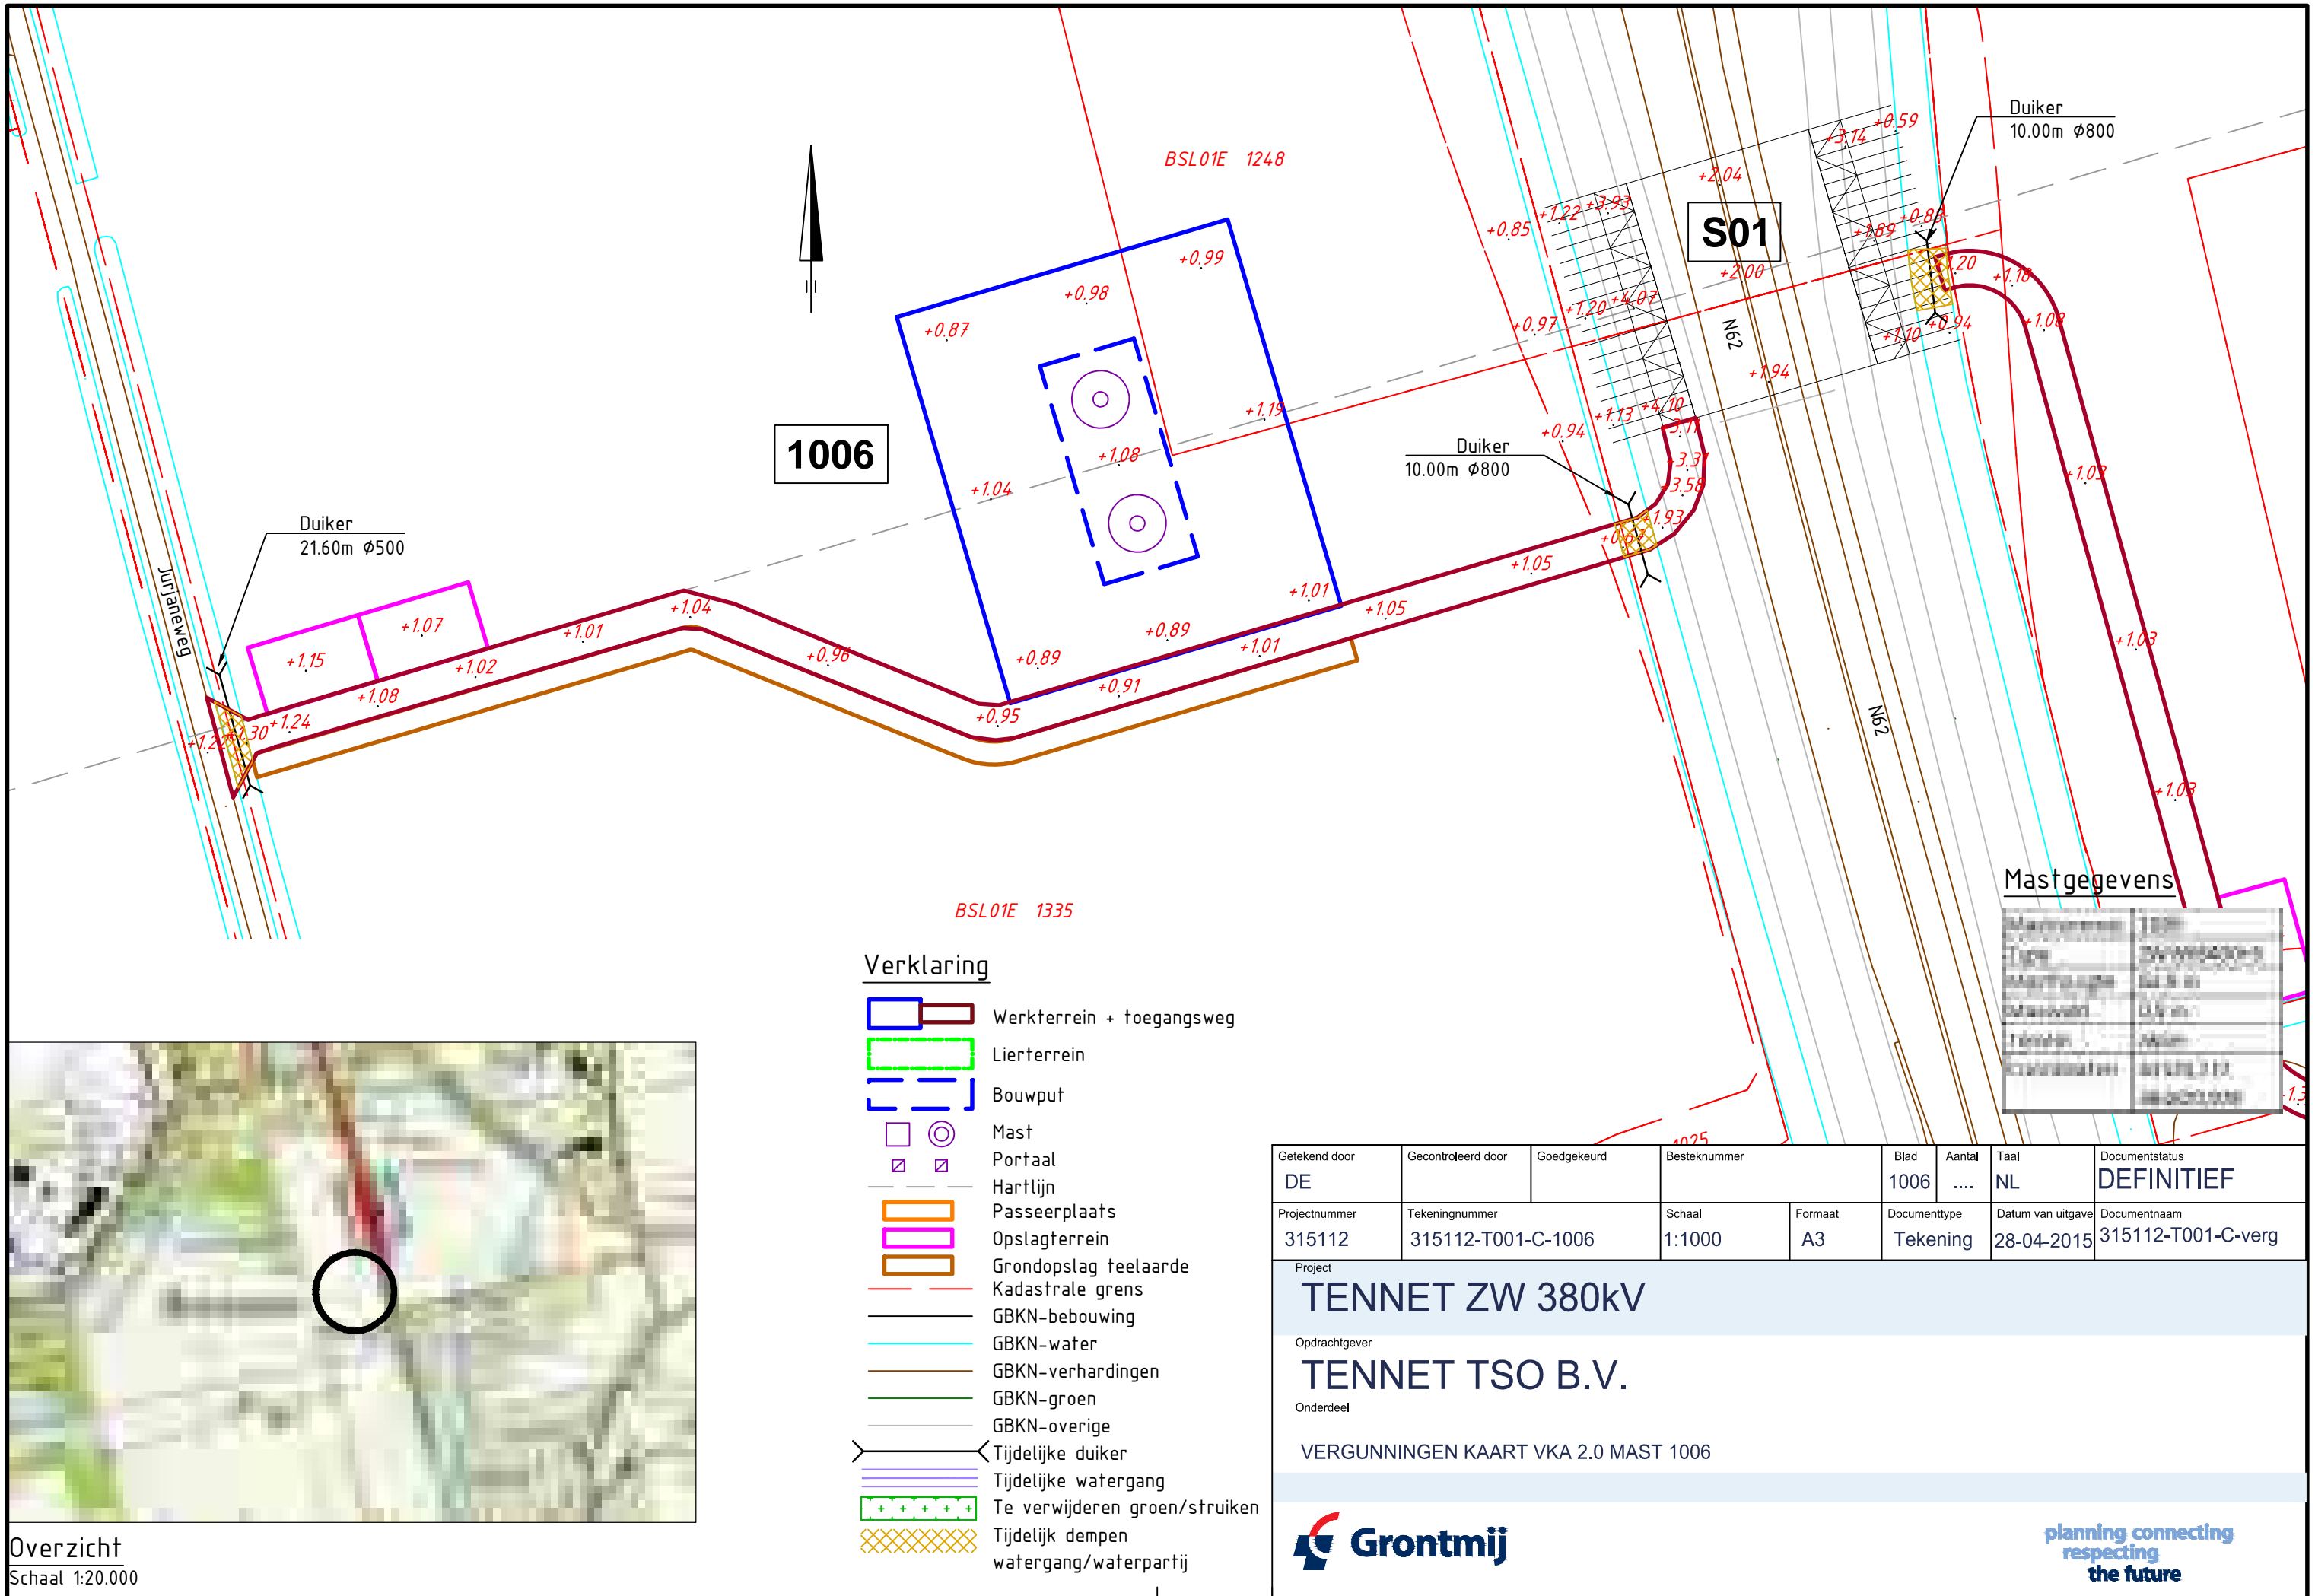 BSL01E 1248
Duiker
10.00m Ø800
+3.14
+0.59
+2.04
+1.22
+3.93
+0.85
S01
+0.88
+1.89
+0.99
+0.98
+2.00
+1.18
+1.20
+4.07
+0.97
+0.87
+1.10
+0.94
+1.08
N62
+1.94
+1.19
+1.13
+4.10
+0.94
1006
+1.08
+1.04
Duiker
10.00m Ø800
+3.31
+3.58
+1.93
+1.03
Duiker
21.60m Ø500
Jurjaneweg
+1.05
+1.01
+1.05
+1.04
+1.07
+1.01
+0.89
+1.15
+1.02
+0.96
+0.89
+1.01
+1.03
+1.08
+0.91
+1.24
+0.95
N62
+1.03
Mastgegevens
BSL01E 1335
Verklaring
Werkterrein + toegangsweg
Lierterrein
Bouwput
Mast
Portaal
Hartlijn
Passeerplaats
Opslagterrein
Grondopslag teelaarde
Kadastrale grens
GBKN-bebouwing
GBKN-water
GBKN-verhardingen
GBKN-groen
GBKN-overige
Tijdelijke duiker
Tijdelijke watergang
Te verwijderen groen/struiken
Tijdelijk dempen
watergang/waterpartij
Overzicht
Schaal 1:20.000
Getekend door Gecontroleerd door Goedgekeurd Besteknummer Blad Aantal Taal Documentstatus
DE 1006 .... NL DEFINITIEF
Projectnummer Tekeningnummer Schaal Formaat Documenttype Datum van uitgave Documentnaam
315112 315112-T001-C-1006 1:1000 A3 Tekening 28-04-2015 315112-T001-C-verg
Project
TENNET ZW 380kV
Opdrachtgever
TENNET TSO B.V.
Onderdeel
VERGUNNINGEN KAART VKA 2.0 MAST 1006
Grontmij
planning connecting
respecting
the future